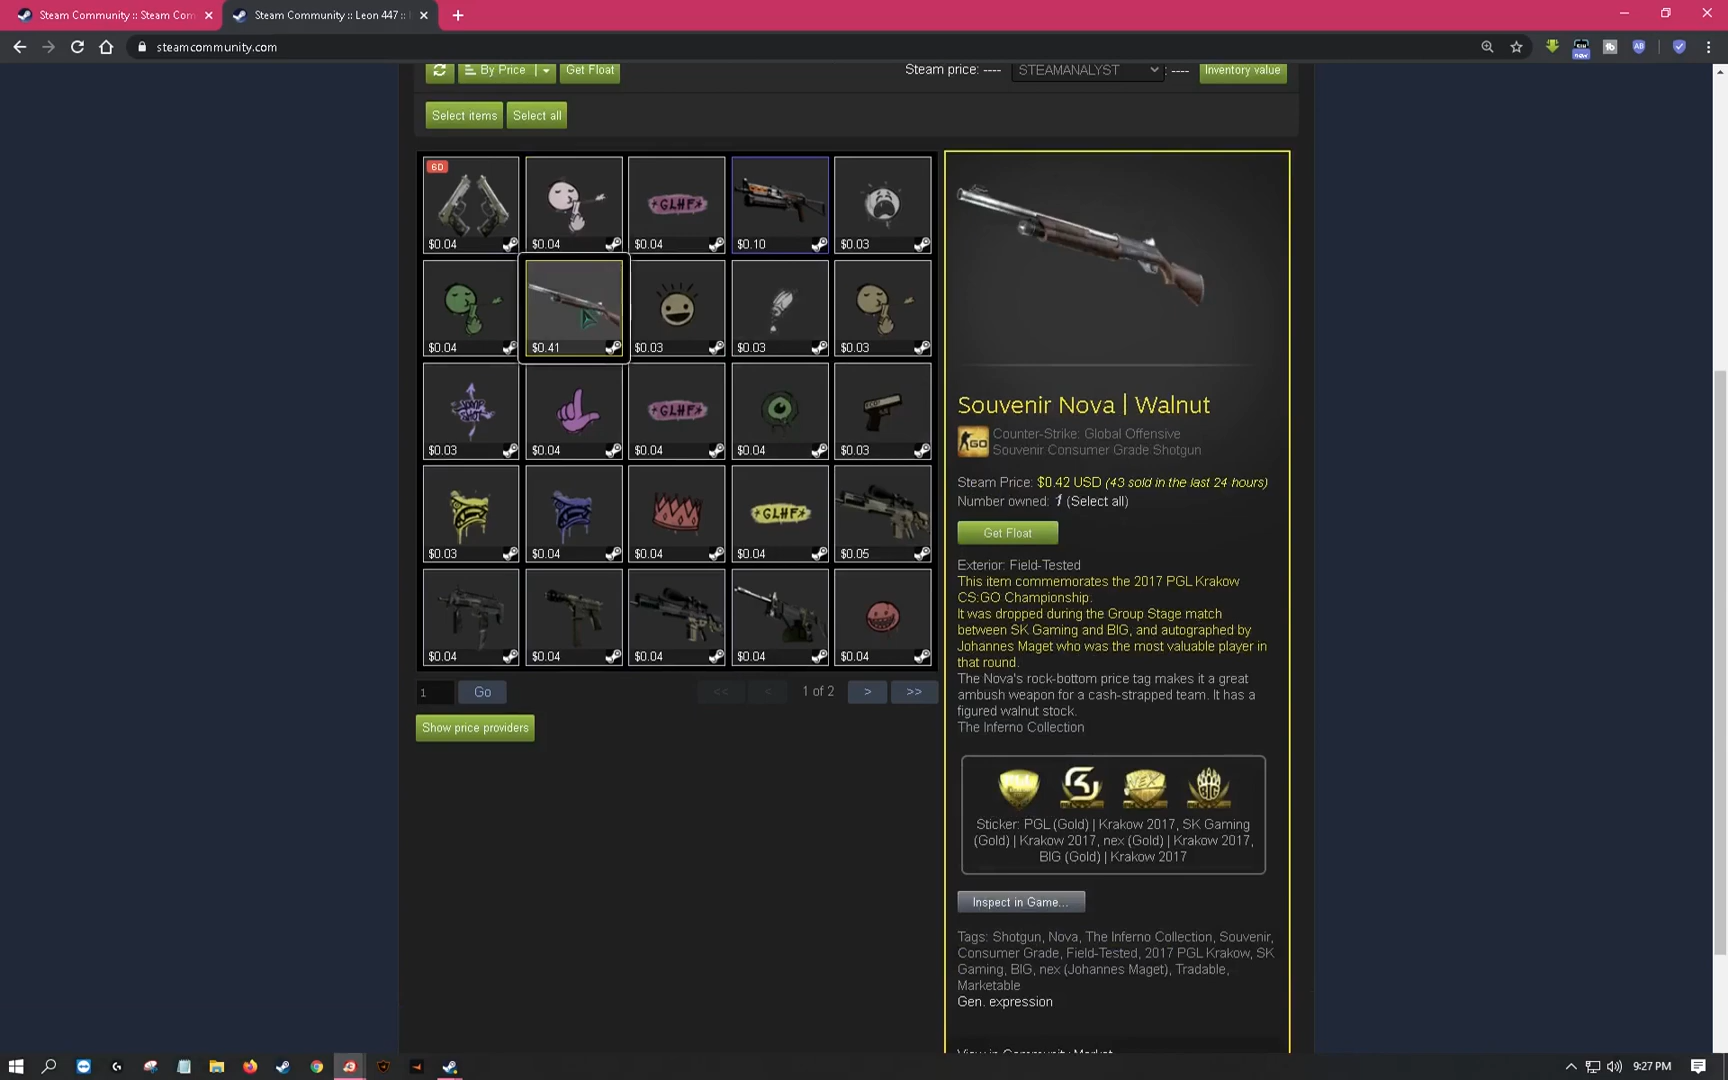 Steam Community :: Steam Com
Steam Community :: Leon 447 ::
steamcommunity.com
By Price
Get Float
Steam price: ----
STEAMANALYST
: ----
Inventory value
Select items
Select all
6D
$0.04
$0.04
GLHF
$0.04
$0.10
$0.03
$0.04
$0.41
$0.03
$0.03
$0.03
$0.03
$0.04
GLHF
$0.04
$0.04
$0.03
$0.03
$0.04
$0.04
GLHF
$0.04
$0.05
$0.04
$0.04
$0.04
$0.04
$0.04
1
Go
<<
<
1 of 2
>
>>
Show price providers
Souvenir Nova | Walnut
GO
Counter-Strike: Global Offensive
Souvenir Consumer Grade Shotgun
Steam Price: $0.42 USD (43 sold in the last 24 hours)
Number owned: 1 (Select all)
Get Float
Exterior: Field-Tested
This item commemorates the 2017 PGL Krakow
CS:GO Championship.
It was dropped during the Group Stage match
between SK Gaming and BIG, and autographed by
Johannes Maget who was the most valuable player in
that round.
The Nova's rock-bottom price tag makes it a great
ambush weapon for a cash-strapped team. It has a
figured walnut stock.
The Inferno Collection
Sticker: PGL (Gold) | Krakow 2017, SK Gaming
(Gold) | Krakow 2017, nex (Gold) | Krakow 2017,
BIG (Gold) | Krakow 2017
Inspect in Game...
Tags: Shotgun, Nova, The Inferno Collection, Souvenir,
Consumer Grade, Field-Tested, 2017 PGL Krakow, SK
Gaming, BIG, nex (Johannes Maget), Tradable,
Marketable
Gen. expression
View in Community Market
9:27 PM